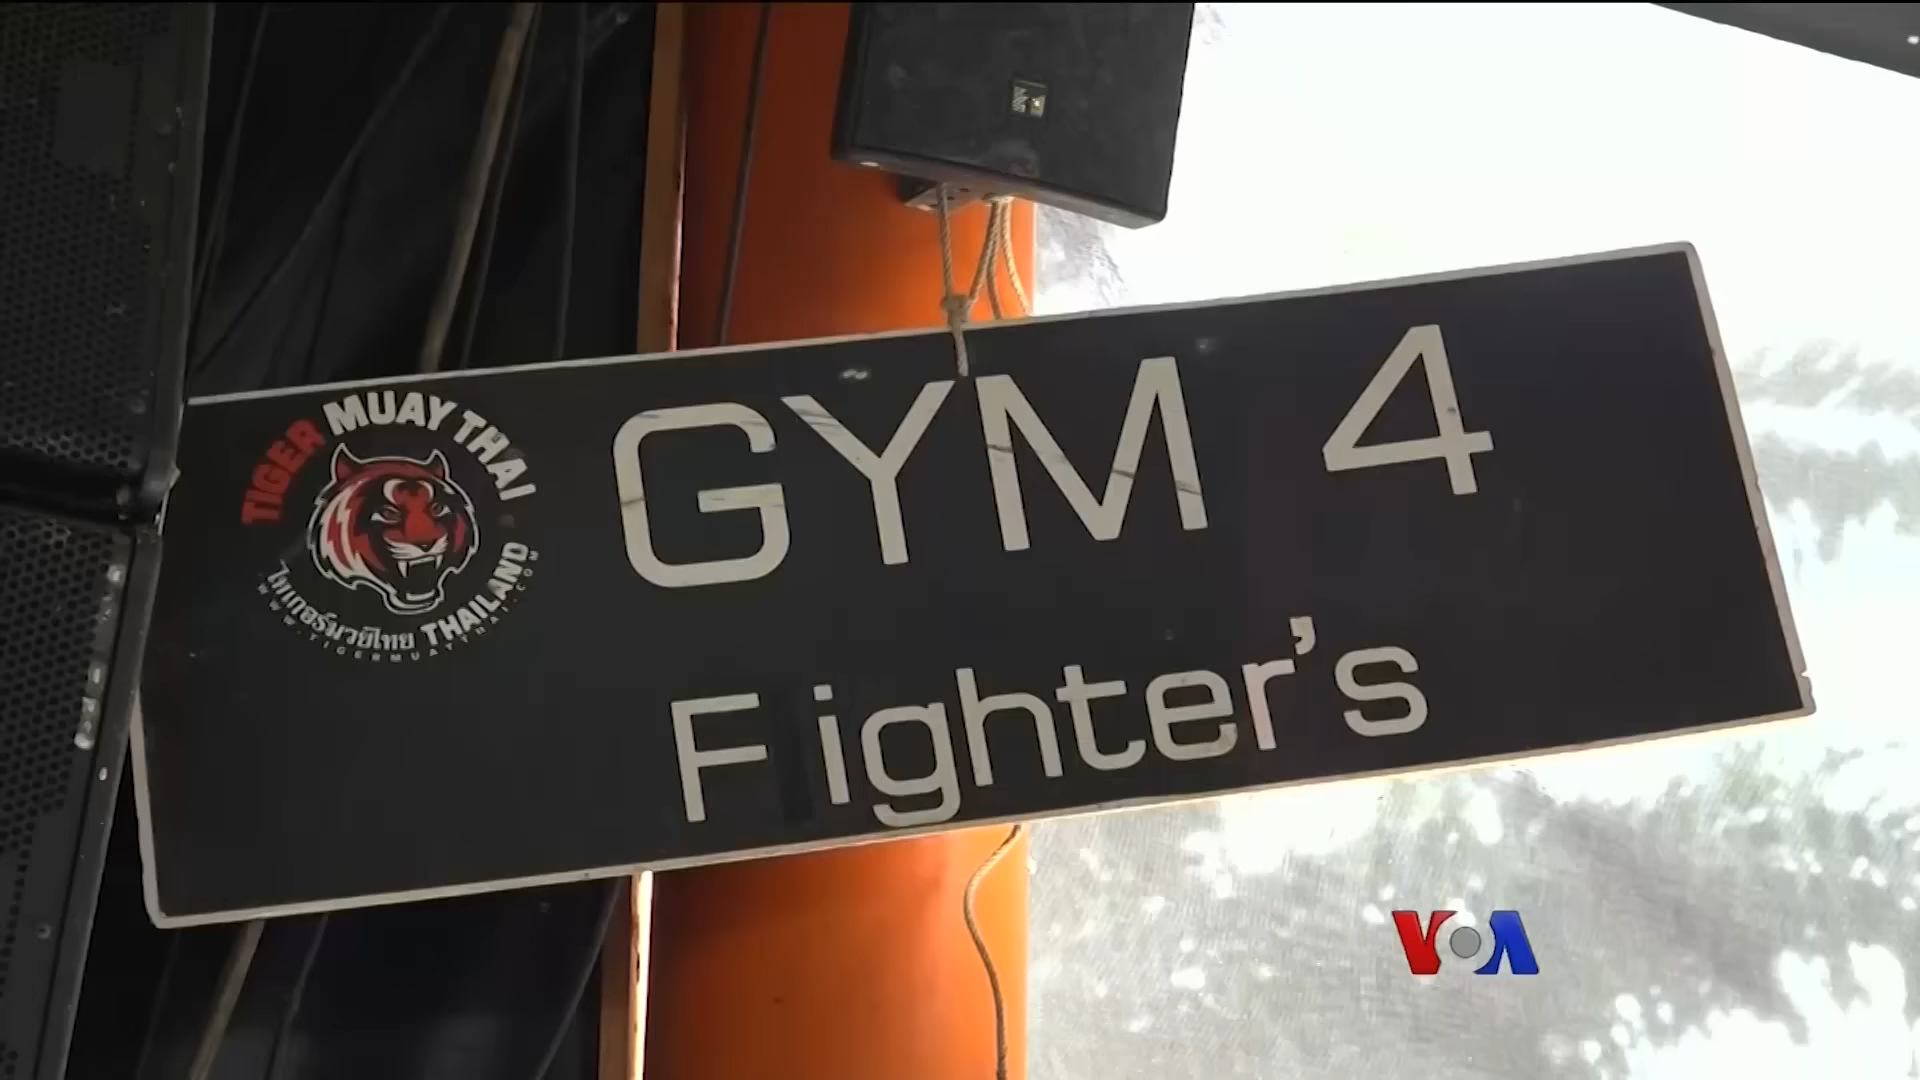 TIGER MUAY THAI
GYM 4
ไทเกอร์มวยไทย THAILAND
WWW.TIGERMUAYTHAI.COM
Fighter's
VOA